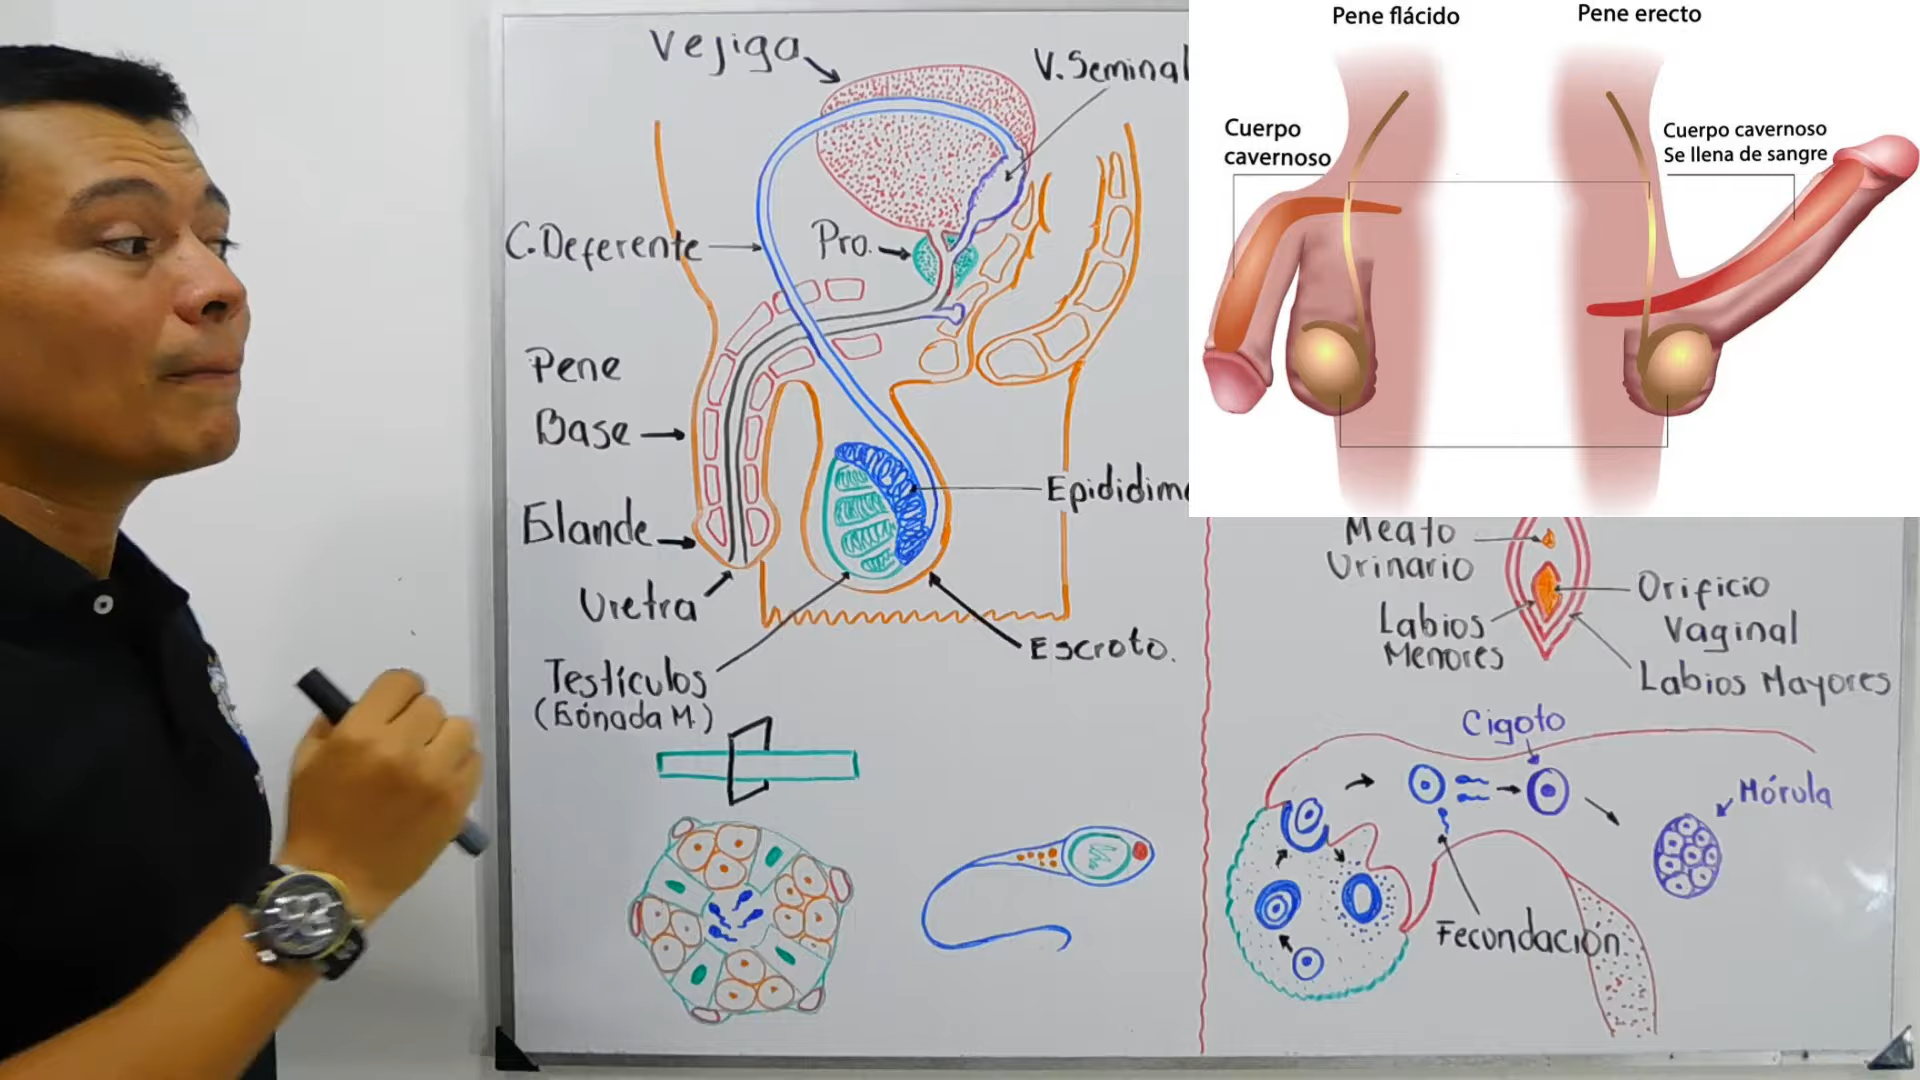 Vejiga
V. Seminal
C. Deferente
Pro.
Pene
Base
Glande
Uretra
Epididim
Testículos
(Gónada M.)
Escroto.
Pene flácido
Pene erecto
Cuerpo
cavernoso
Cuerpo cavernoso
Se llena de sangre
Meato
Urinario
Orificio
Vaginal
Labios
Menores
Labios Mayores
Cigoto
Mórula
Fecundación